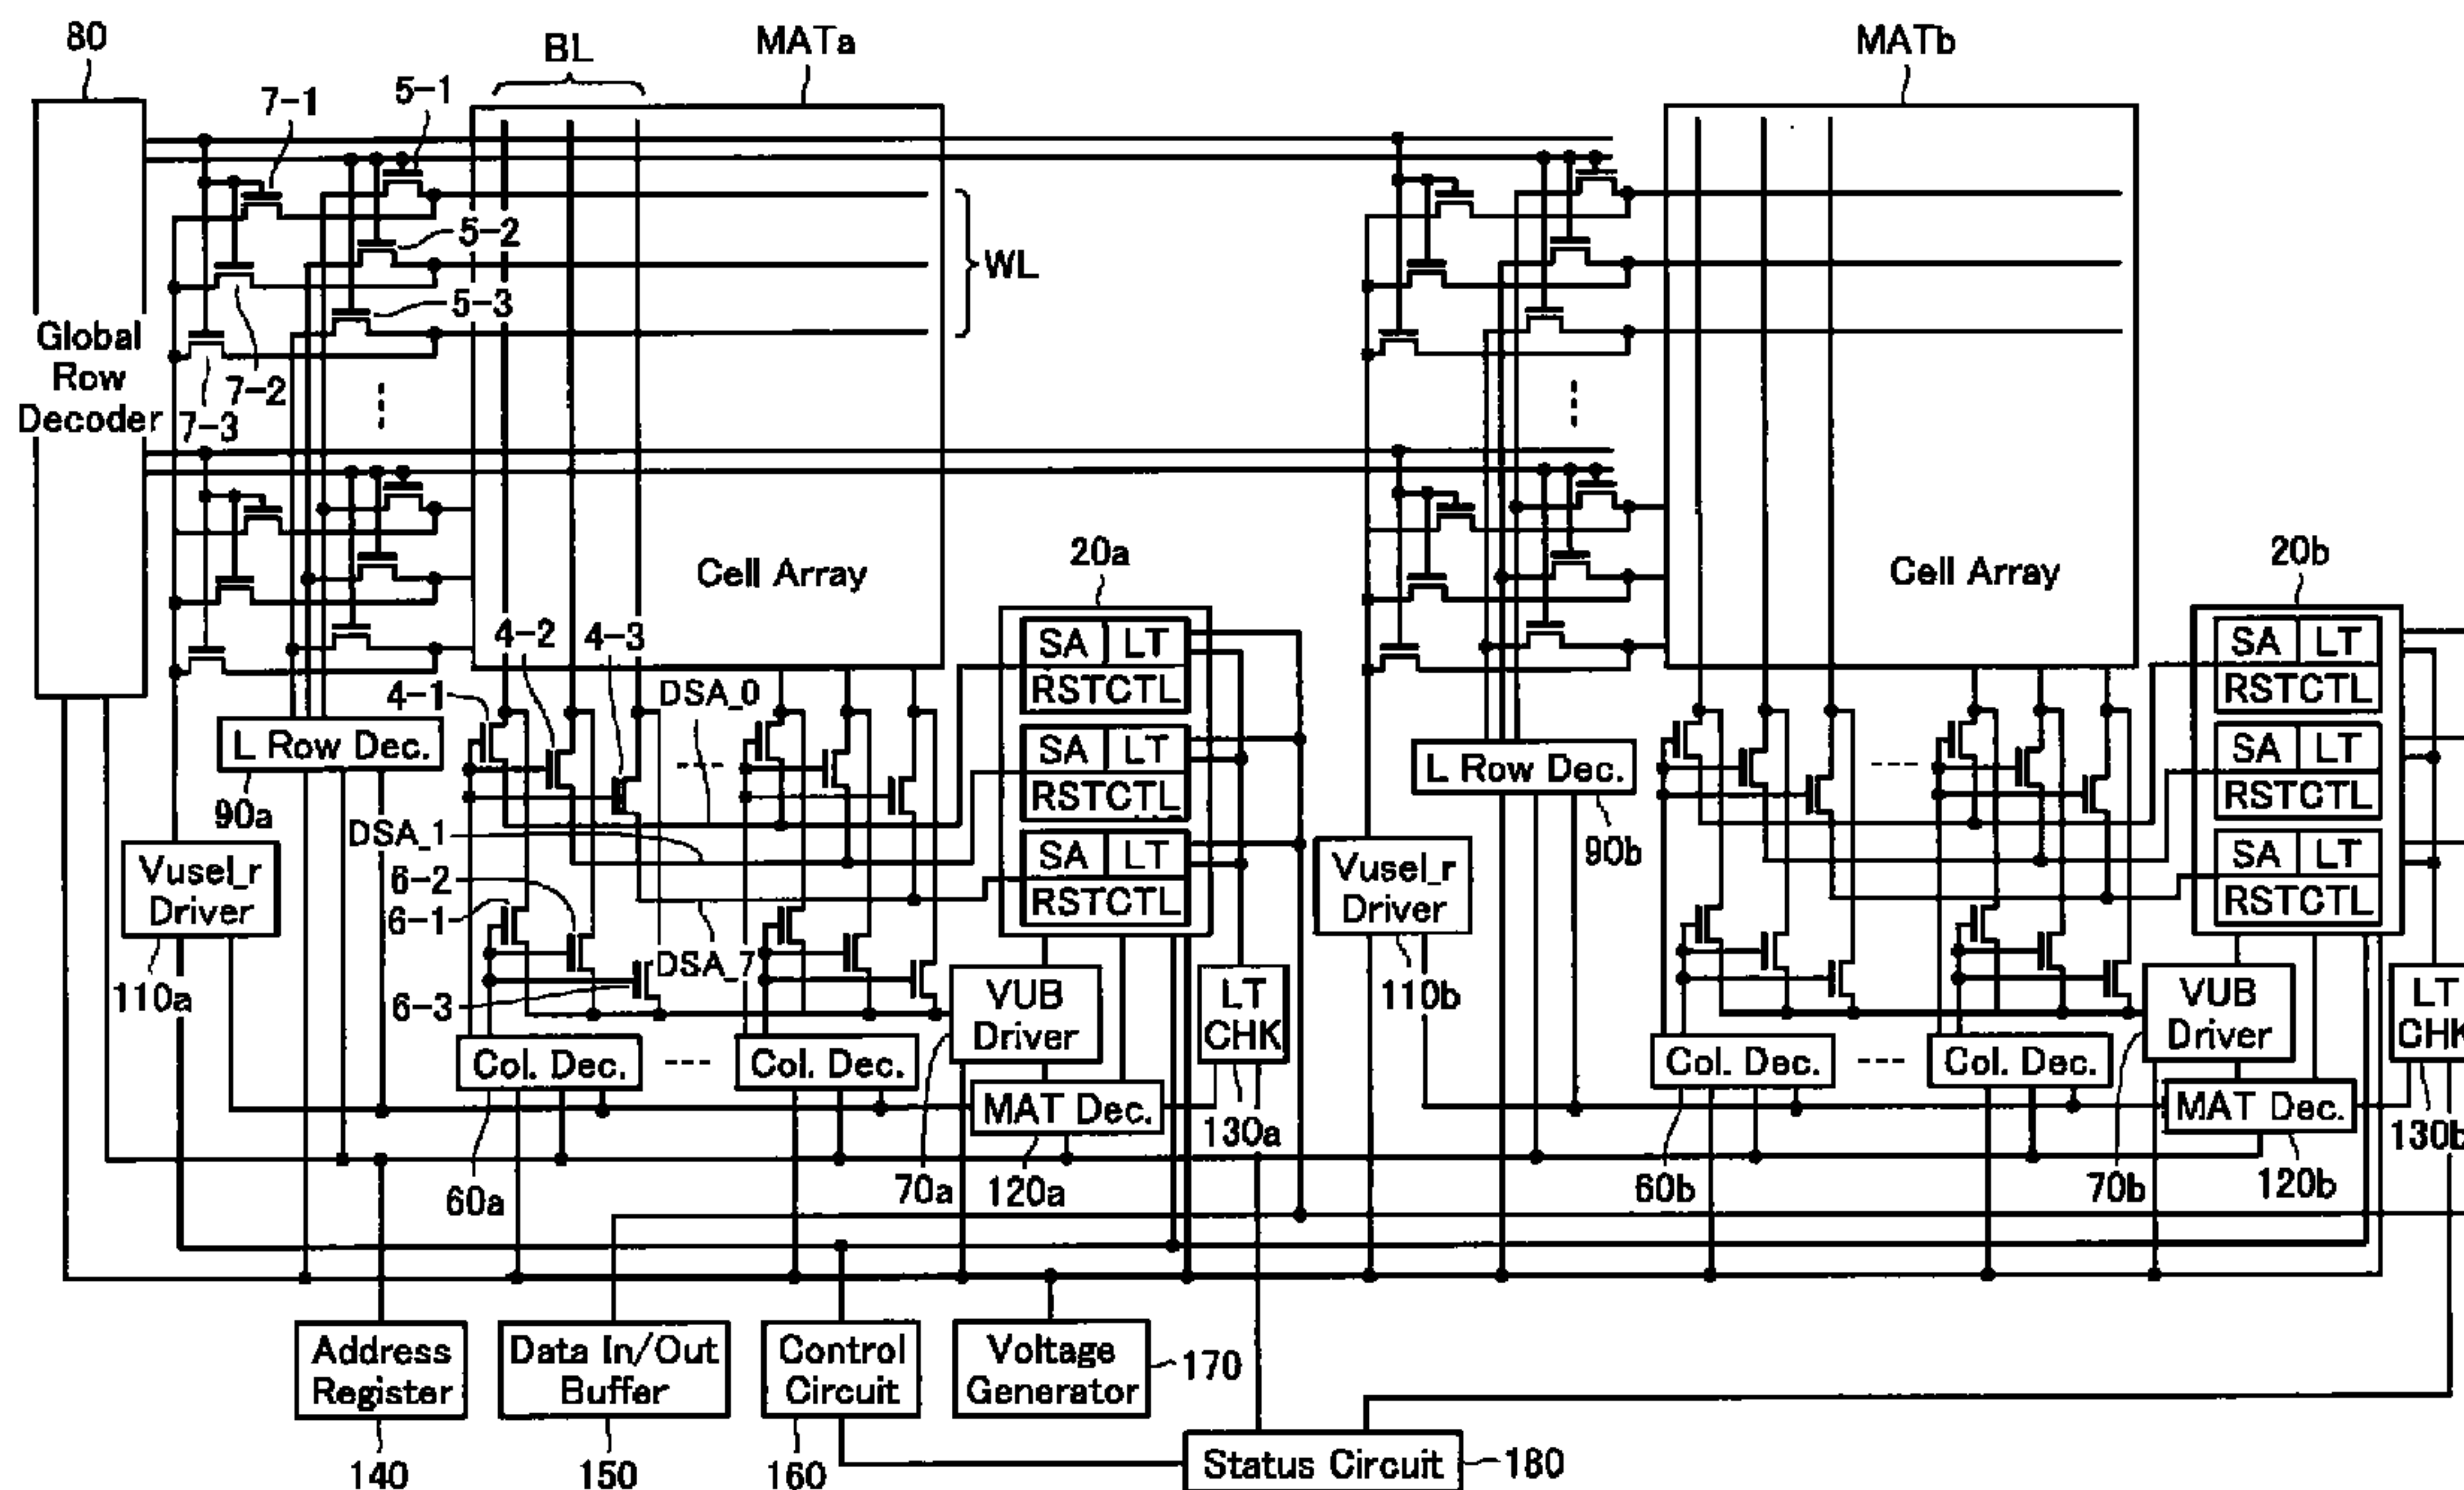 80
BL
MATa
MATb
7-1
5-1
5-2
WL
5-3
Global
Row
Decoder
7-2
7-3
Cell Array
Cell Array
20a
20b
4-2
4-3
4-1
DSA_0
SA LT
RSTCTL
SA LT
RSTCTL
SA LT
RSTCTL
SA LT
RSTCTL
SA LT
RSTCTL
SA LT
RSTCTL
L Row Dec.
90a
L Row Dec.
90b
DSA_1
Vusel_r
Driver
110a
Vusel_r
Driver
110b
6-2
6-1
6-3
DSA_7
VUB
Driver
LT
CHK
VUB
Driver
LT
CHK
Col. Dec.
---
Col. Dec.
Col. Dec.
---
Col. Dec.
MAT Dec.
MAT Dec.
130a
130b
60a
70a
120a
60b
70b
120b
Address
Register
Data In/Out
Buffer
Control
Circuit
Voltage
Generator
170
140
150
160
Status Circuit
180